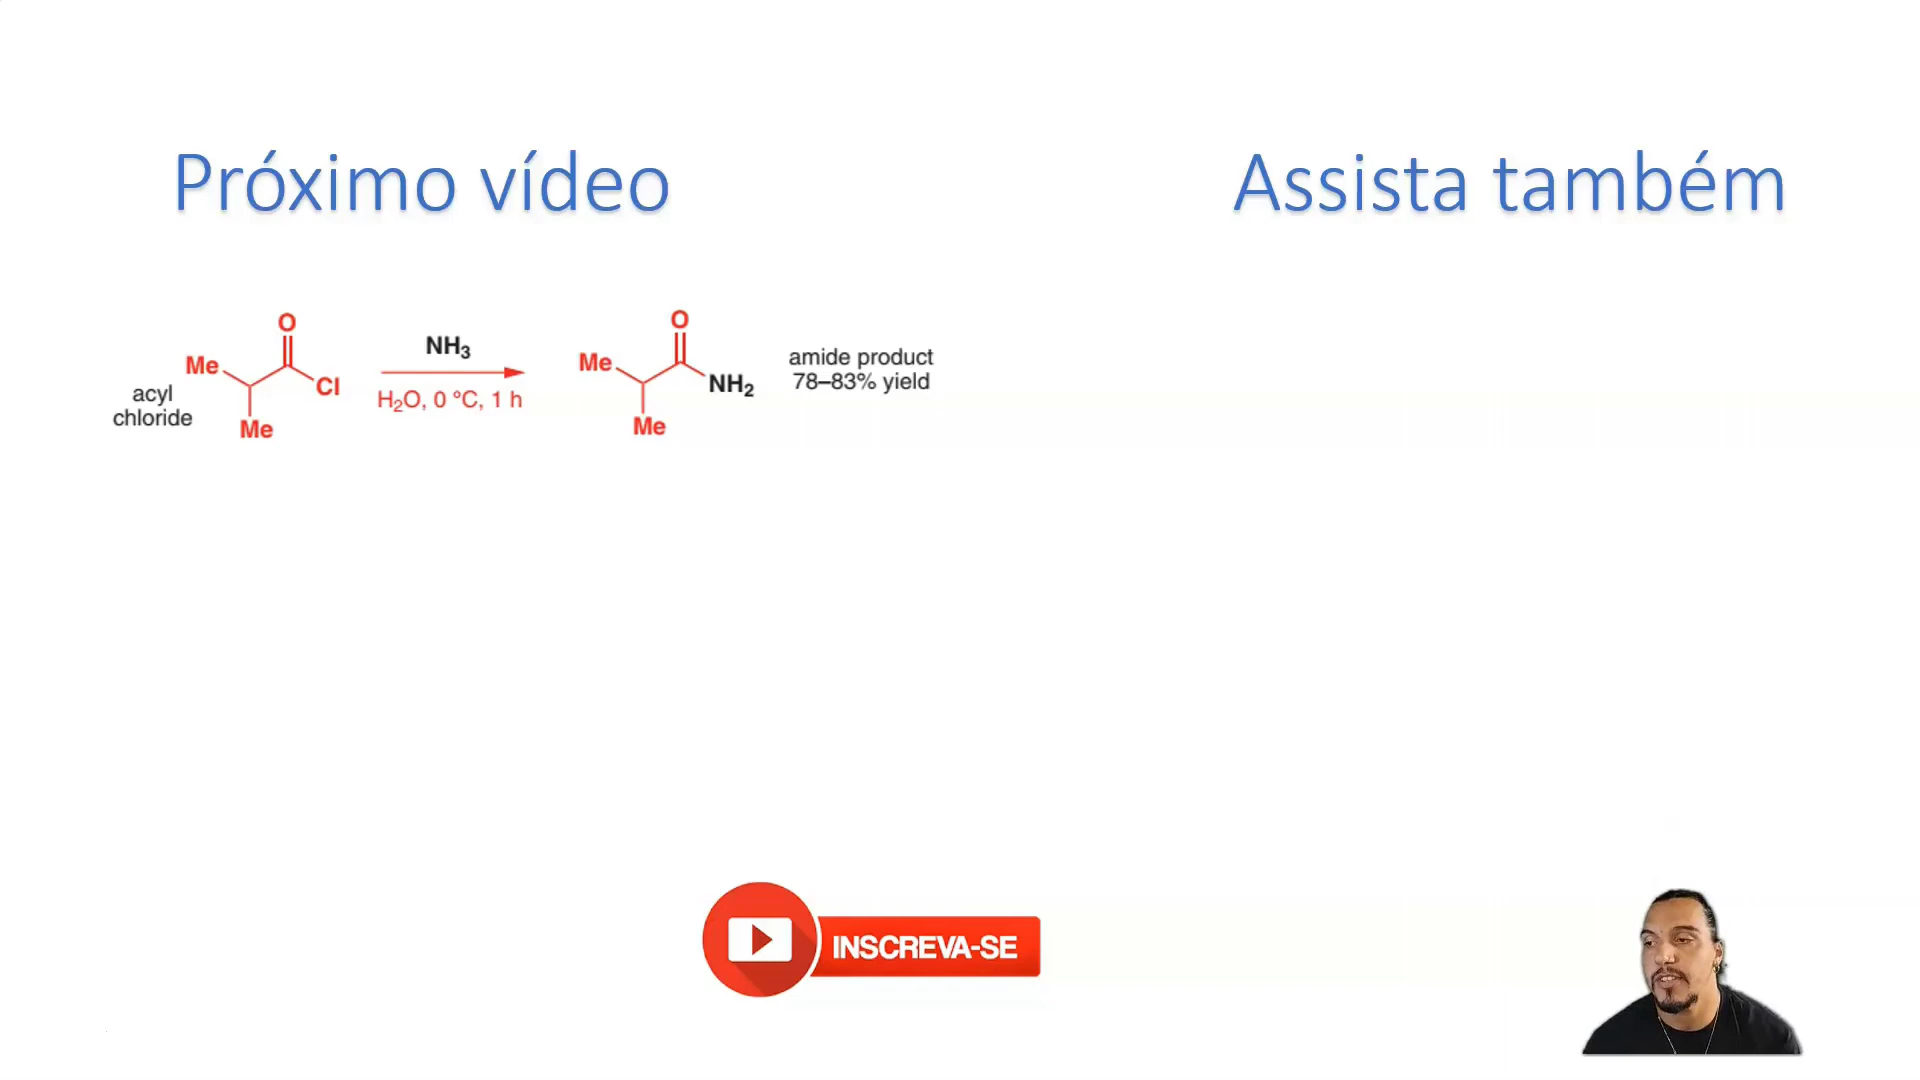 Próximo vídeo
Assista também
O
Me
Cl
Me
acyl
chloride
NH₃
H₂O, 0 °C, 1 h
O
Me
NH₂
Me
amide product
78–83% yield
INSCREVA-SE